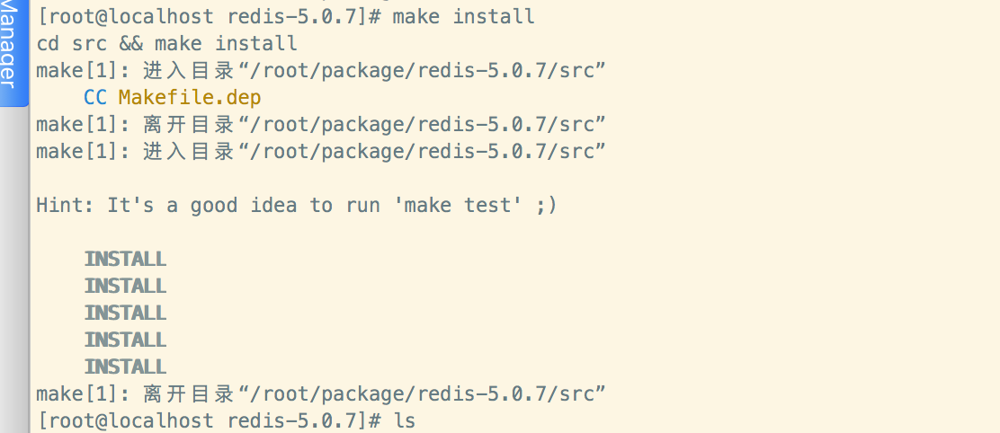 Manager
[root@localhost redis-5.0.7]# make install
cd src && make install
make[1]: 进入目录“/root/package/redis-5.0.7/src”
    CC Makefile.dep
make[1]: 离开目录“/root/package/redis-5.0.7/src”
make[1]: 进入目录“/root/package/redis-5.0.7/src”
Hint: It's a good idea to run 'make test' ;)
    INSTALL
    INSTALL
    INSTALL
    INSTALL
    INSTALL
make[1]: 离开目录“/root/package/redis-5.0.7/src”
[root@localhost redis-5.0.7]# ls